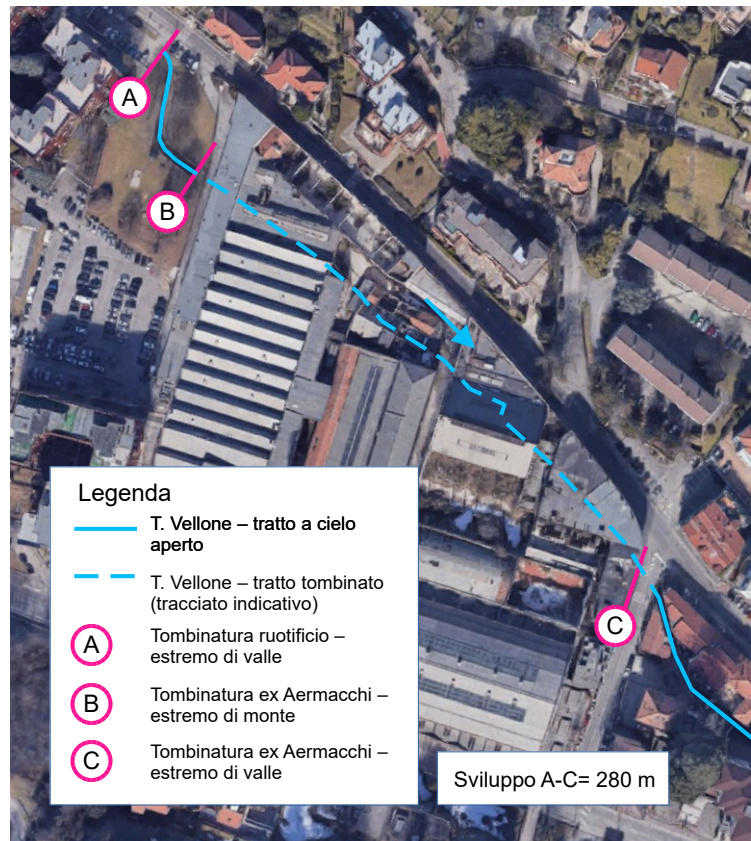 A
B
C
Legenda
T. Vellone – tratto a cielo
aperto
T. Vellone – tratto tombinato
(tracciato indicativo)
A
Tombinatura ruotificio –
estremo di valle
B
Tombinatura ex Aermacchi –
estremo di monte
C
Tombinatura ex Aermacchi –
estremo di valle
Sviluppo A-C= 280 m